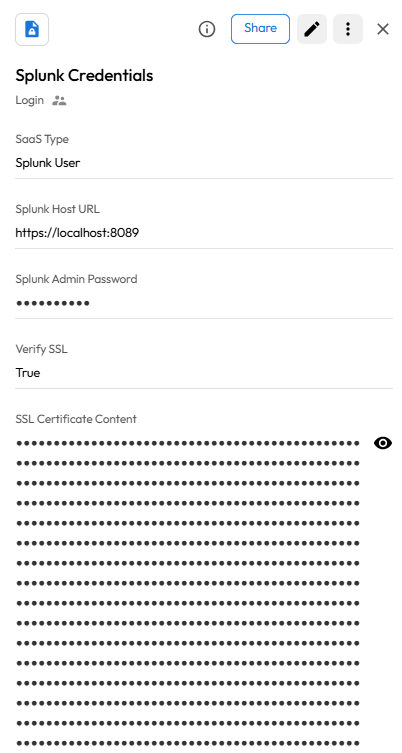 Share
Splunk Credentials
Login
SaaS Type
Splunk User
Splunk Host URL
https://localhost:8089
Splunk Admin Password
••••••••••
Verify SSL
True
SSL Certificate Content